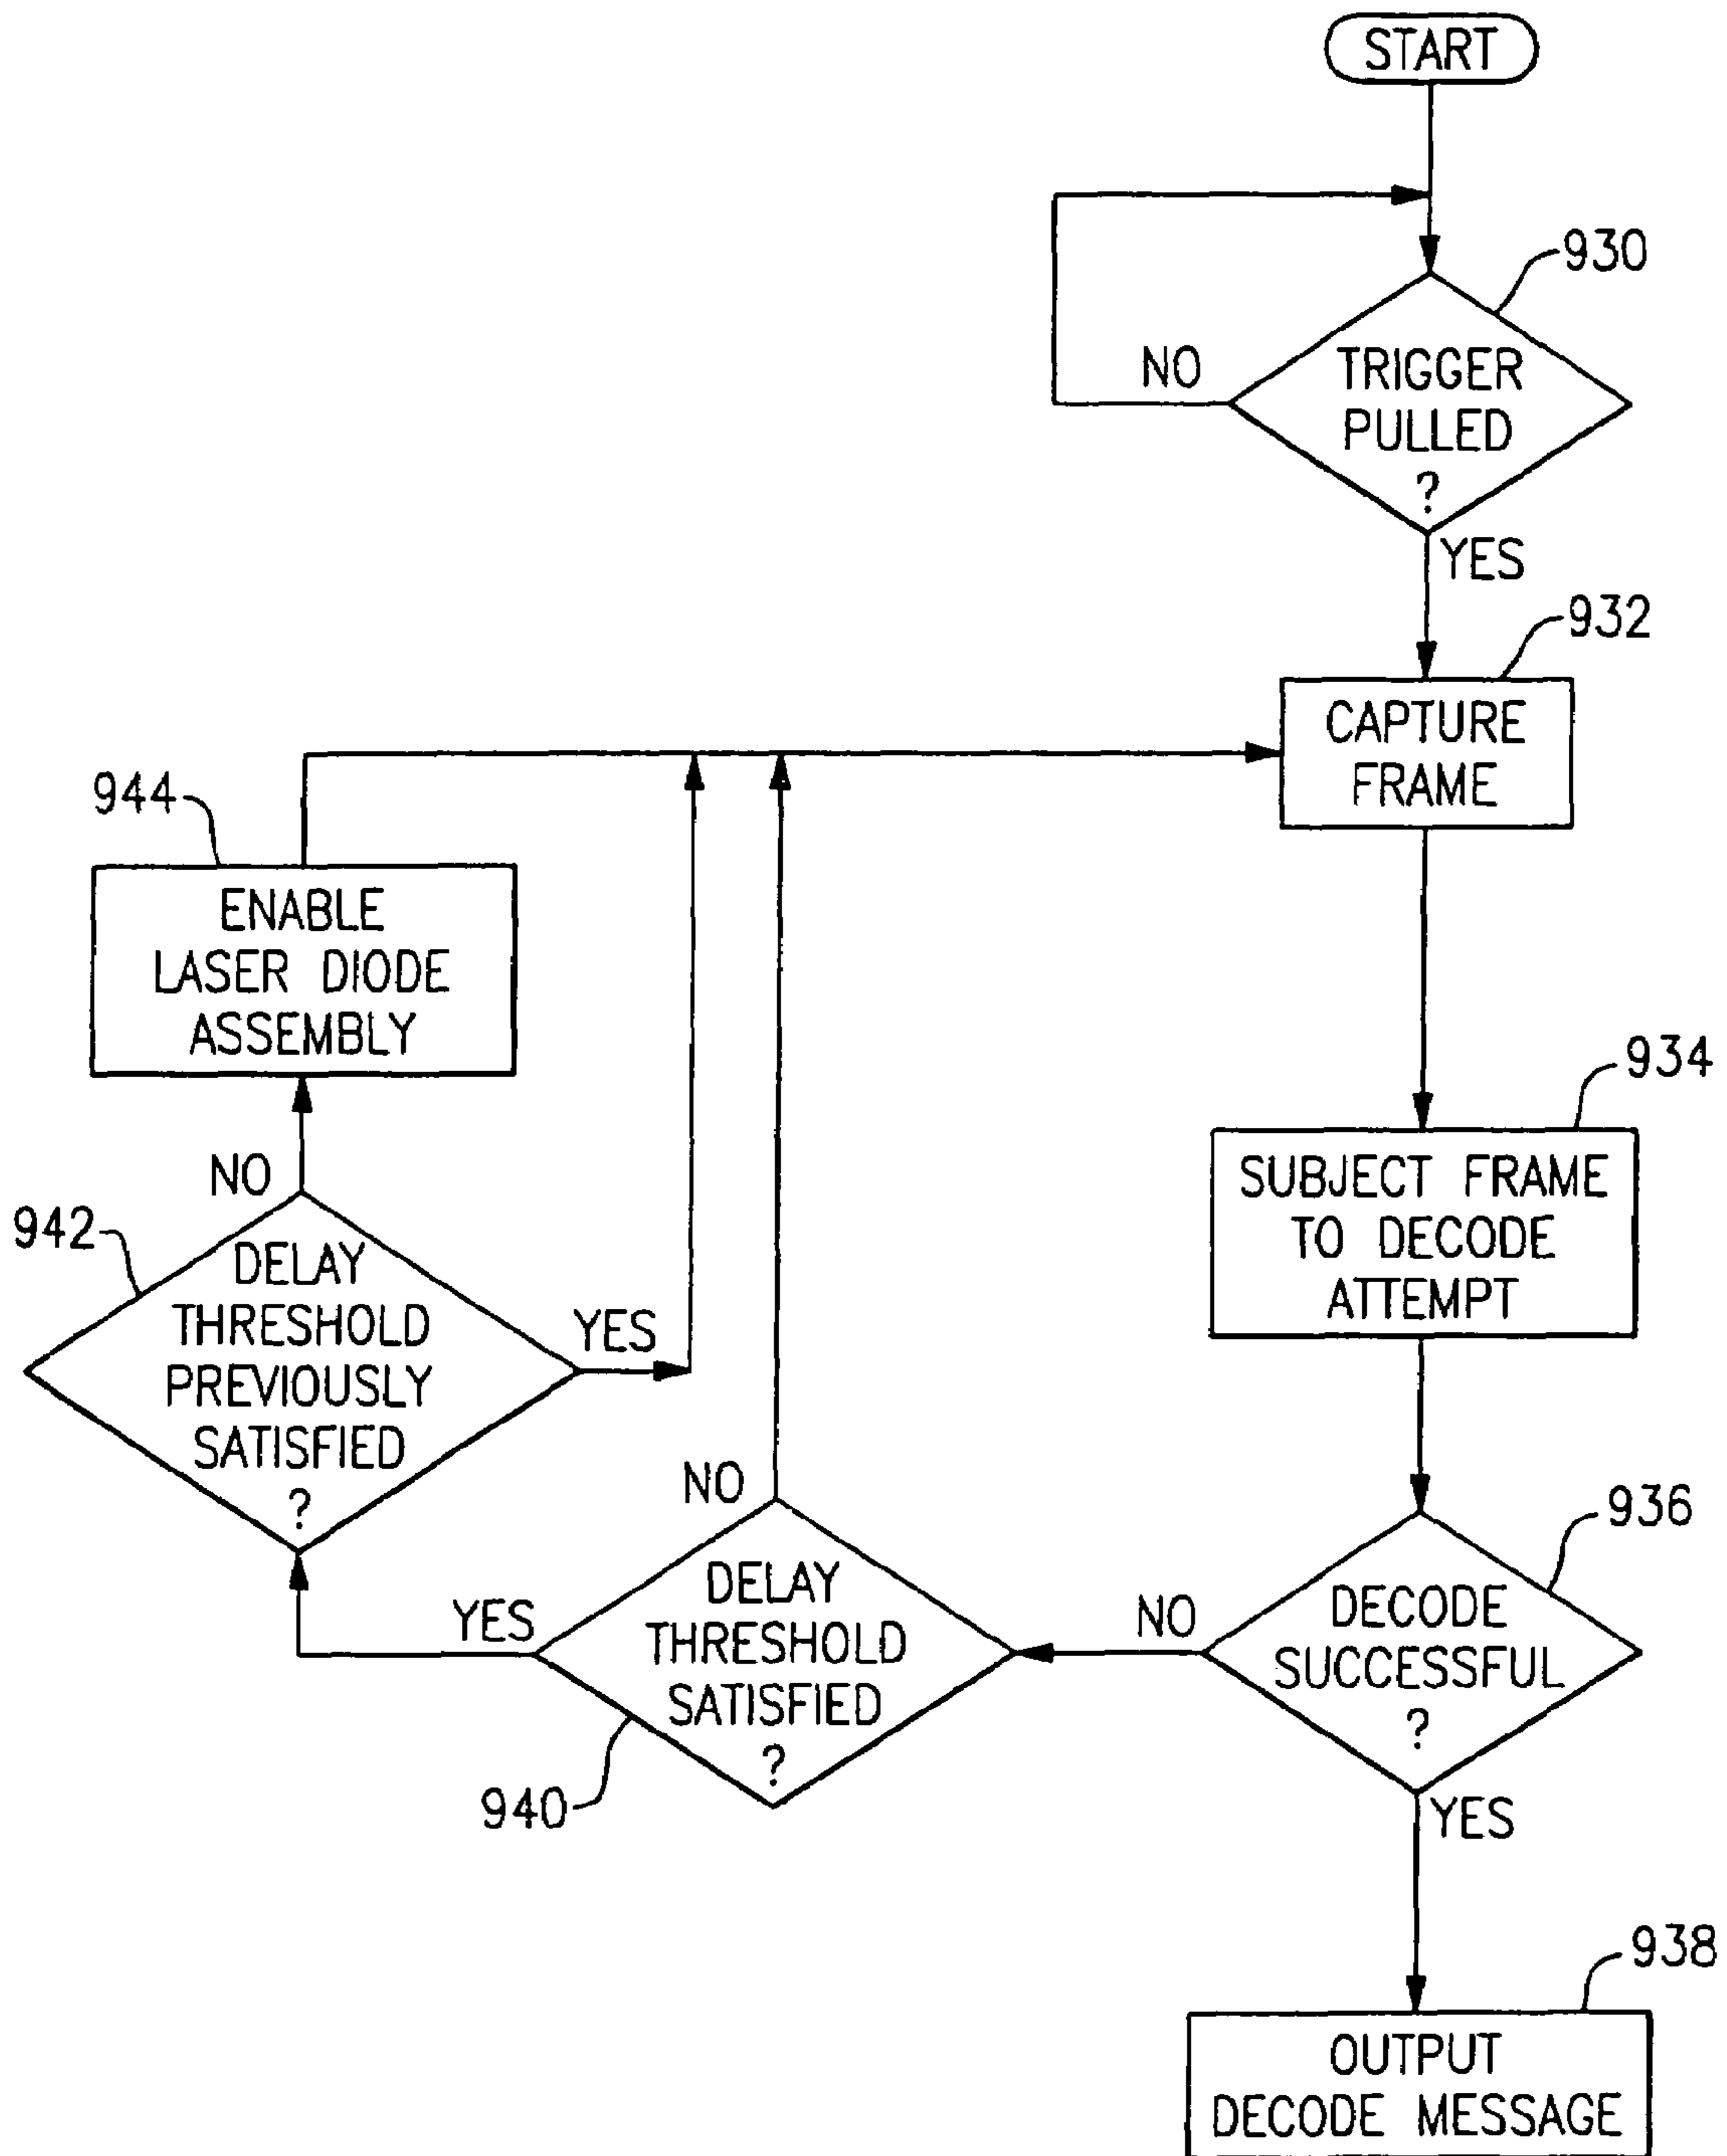 START
930
NO
TRIGGER
PULLED
?
YES
932
CAPTURE
FRAME
944
ENABLE
LASER DIODE
ASSEMBLY
934
SUBJECT FRAME
TO DECODE
ATTEMPT
NO
942
DELAY
THRESHOLD
PREVIOUSLY
SATISFIED
?
YES
NO
936
DELAY
THRESHOLD
SATISFIED
?
YES
940
NO
DECODE
SUCCESSFUL
?
YES
938
OUTPUT
DECODE MESSAGE